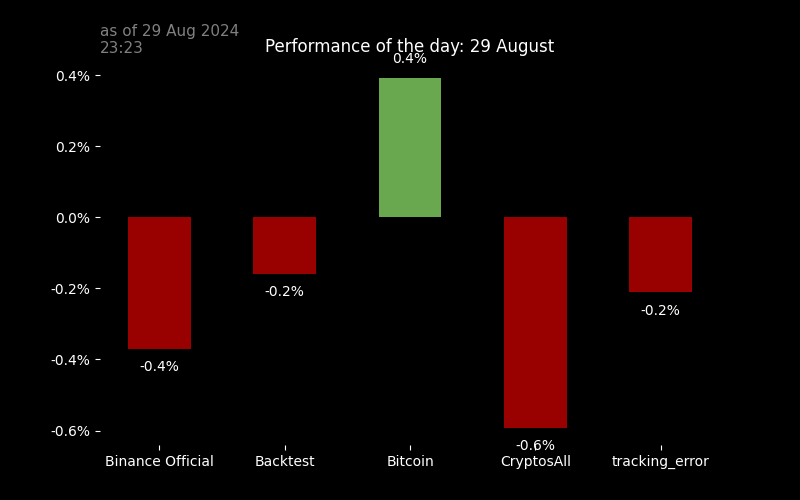 as of 29 Aug 2024
23:23
Performance of the day: 29 August
0.4%
0.4%
0.2%
0.0%
-0.2%
-0.2%
-0.2%
-0.4%
-0.4%
-0.6%
-0.6%
Binance Official
Backtest
Bitcoin
CryptosAll
tracking_error